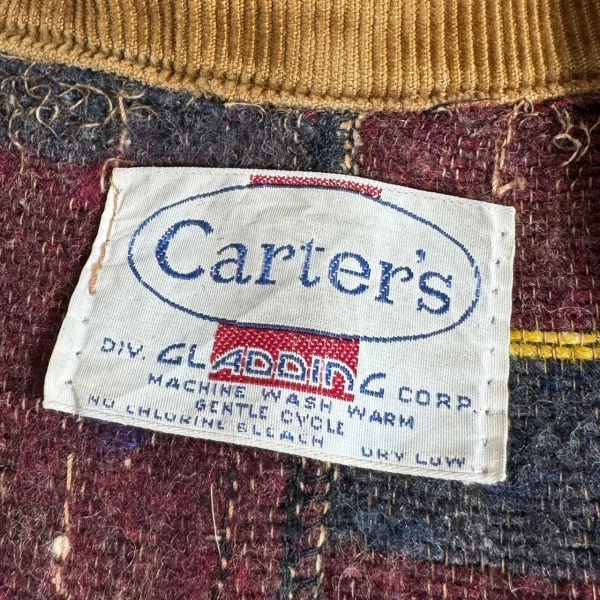 Carter's
DIV. GLADDING CORP.
MACHINE WASH WARM
GENTLE CYCLE
NO CHLORINE BLEACH DRY LOW